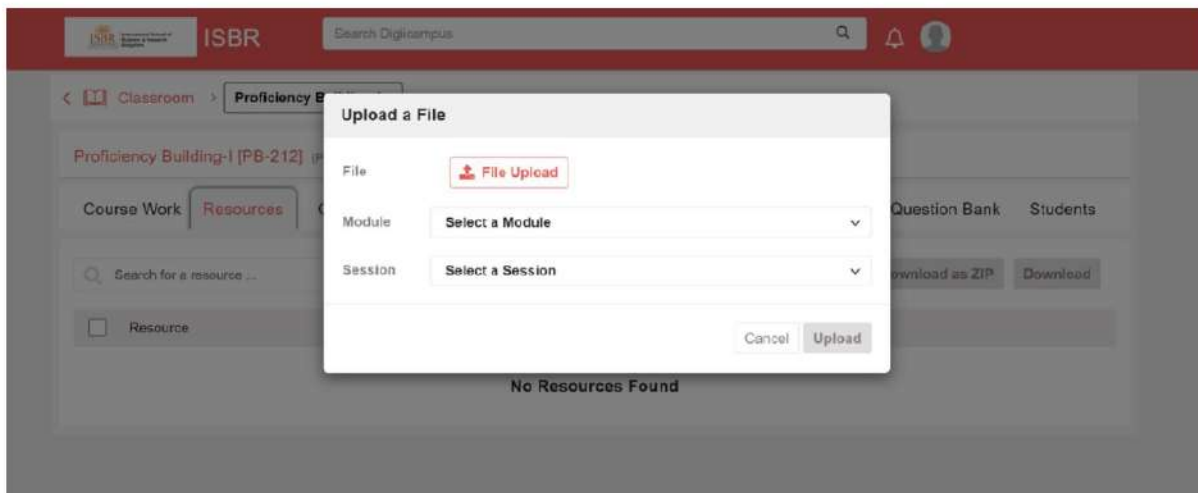 ISBR
ISBR
Search Digiicampus
Classroom > Proficiency B
Upload a File
Proficiency Building-I [PB-212]
File
File Upload
Course Work
Resources
Question Bank
Students
Module
Select a Module
Search for a resource ...
Session
Select a Session
ownload as ZIP
Download
Resource
Cancel
Upload
No Resources Found